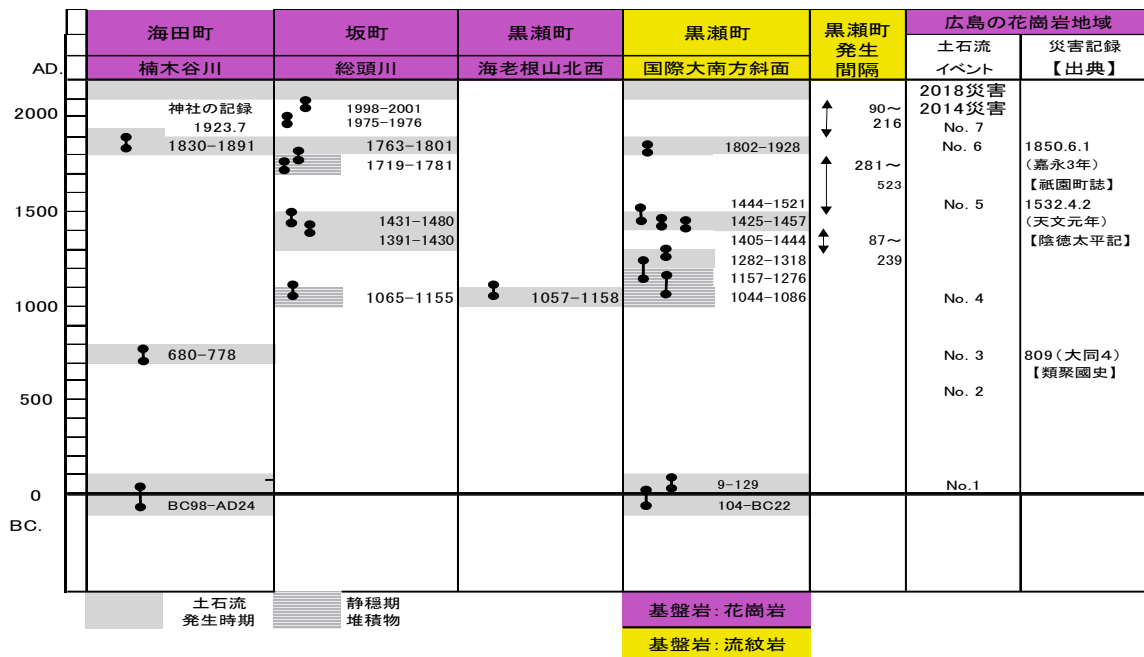 海田町
坂町
黒瀬町
黒瀬町
黒瀬町
発生
間隔
広島の花崗岩地域
AD.
楠木谷川
総頭川
海老根山北西
国際大南方斜面
土石流
イベント
災害記録
【出典】
2000
1500
1000
500
0
BC.
神社の記録
1923.7
1830-1891
680-778
BC98-AD24
1998-2001
1975-1976
1763-1801
1719-1781
1431-1480
1391-1430
1065-1155
1057-1158
1802-1928
1444-1521
1425-1457
1405-1444
1282-1318
1157-1276
1044-1086
9-129
104-BC22
90～
216
281～
523
87～
239
2018災害
2014災害
No. 7
No. 6
No. 5
No. 4
No. 3
No. 2
No.1
1850.6.1
(嘉永3年)
【祇園町誌】
1532.4.2
(天文元年)
【陰徳太平記】
809(大同4)
【類聚國史】
土石流
発生時期
静穏期
堆積物
基盤岩:花崗岩
基盤岩:流紋岩